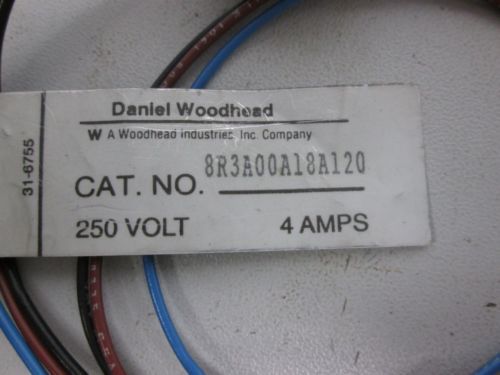 Daniel Woodhead
W A Woodhead Industries, Inc. Company
CAT. NO. 8R3A00A18A120
250 VOLT 4 AMPS
31-6755